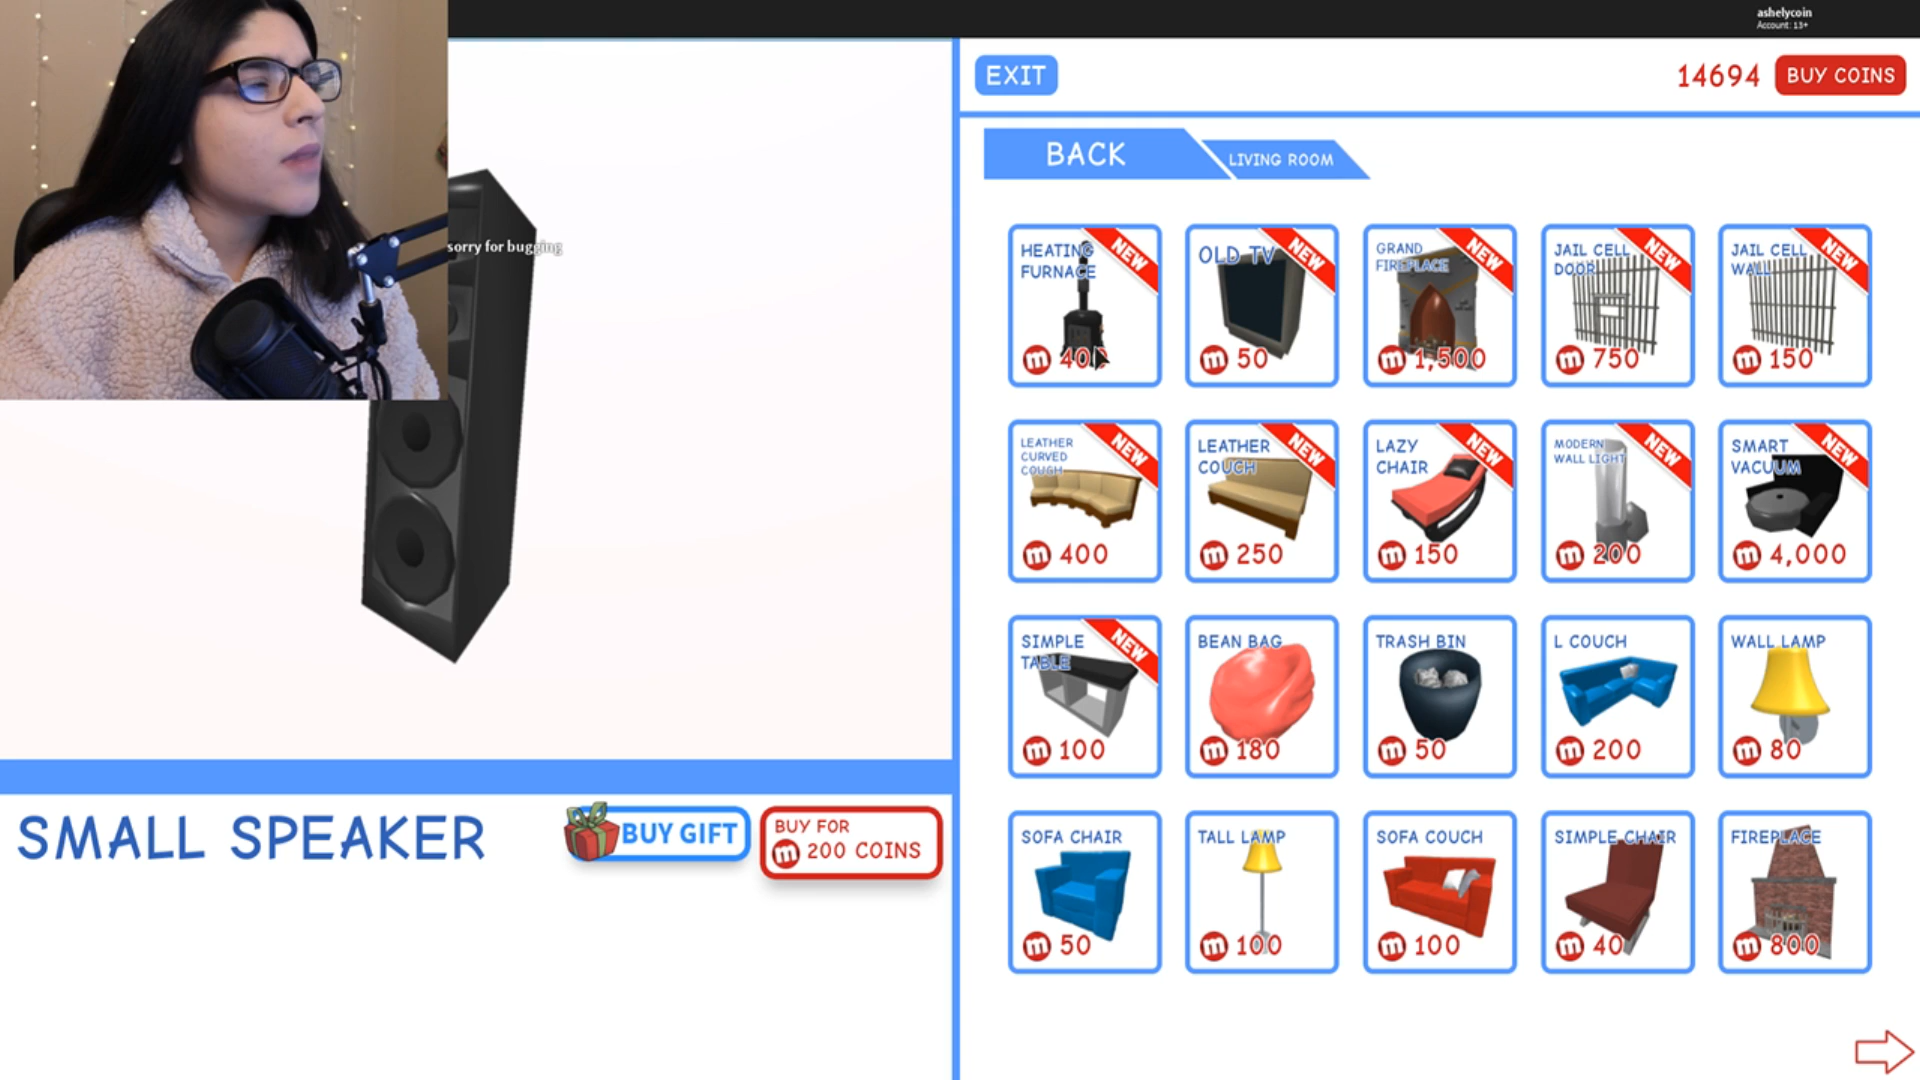 ashelycoin
Account: 13+
EXIT
14694
BUY COINS
BACK
LIVING ROOM
sorry for bugging
HEATING
FURNACE
NEW
OLD TV
NEW
50
GRAND
FIREPLACE
NEW
1,500
JAIL CELL
DOOR
NEW
750
JAIL CELL
WALL
NEW
150
LEATHER
CURVED
COUCH
NEW
400
LEATHER
COUCH
NEW
250
LAZY
CHAIR
NEW
150
MODERN
WALL LIGHT
NEW
200
SMART
VACUUM
NEW
4,000
SIMPLE
TABLE
NEW
100
BEAN BAG
180
TRASH BIN
50
L COUCH
200
WALL LAMP
80
SOFA CHAIR
50
TALL LAMP
100
SOFA COUCH
100
SIMPLE CHAIR
40
FIREPLACE
800
SMALL SPEAKER
BUY GIFT
BUY FOR
200 COINS